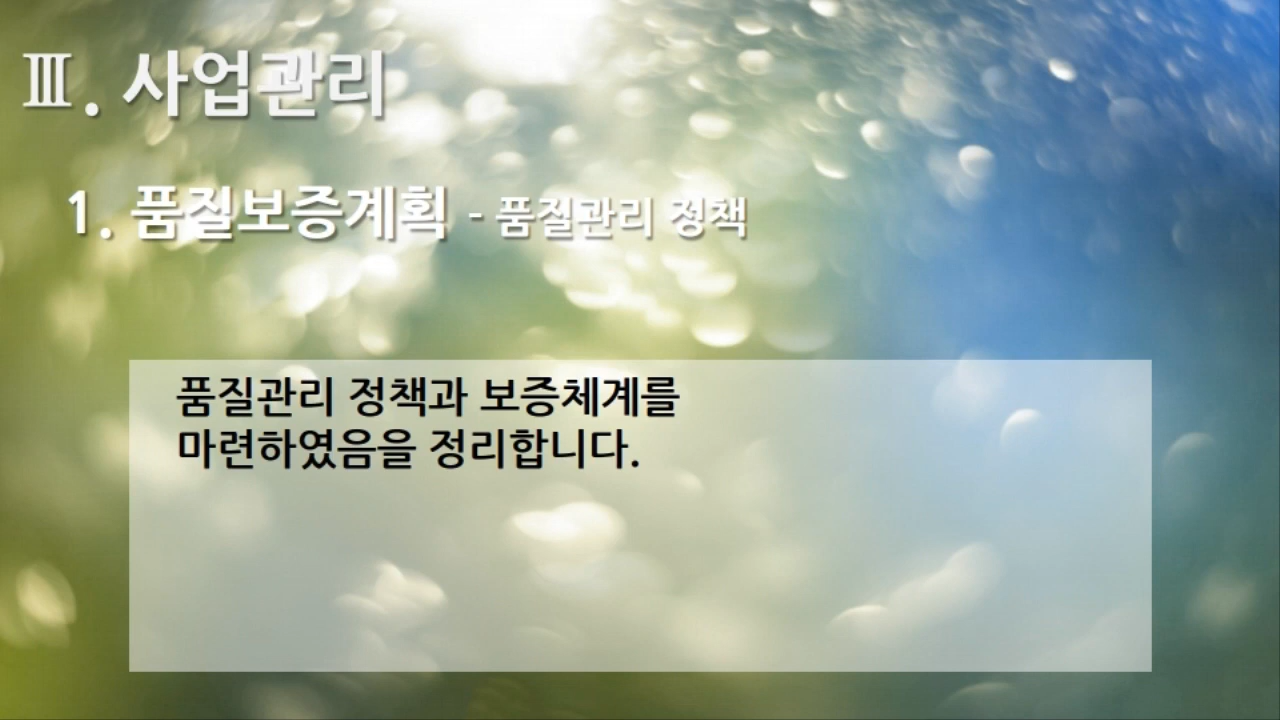 Ⅲ. 사업관리
1. 품질보증계획 - 품질관리 정책
품질관리 정책과 보증체계를
마련하였음을 정리합니다.